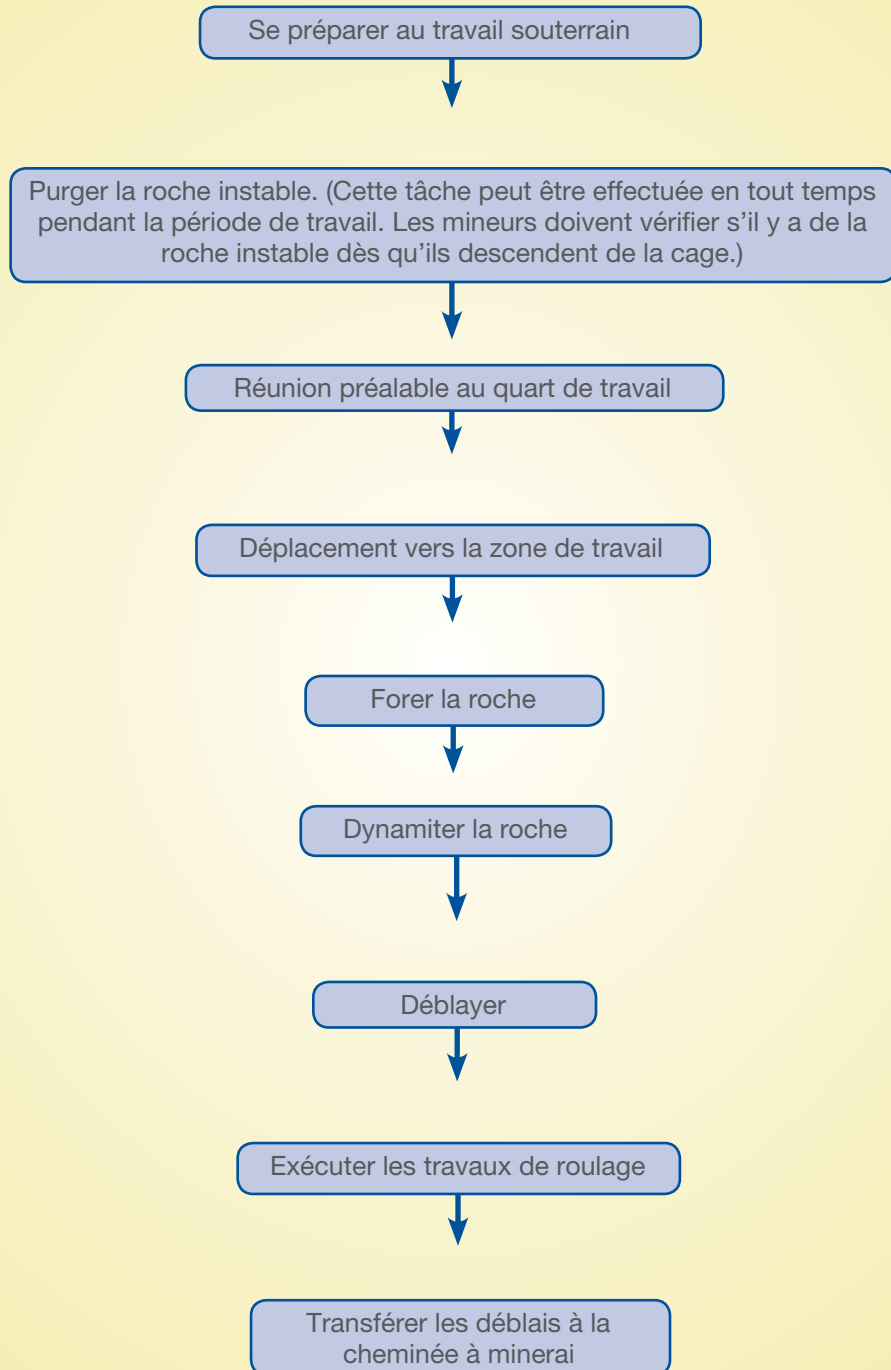 Se préparer au travail souterrain
Purger la roche instable. (Cette tâche peut être effectuée en tout temps
pendant la période de travail. Les mineurs doivent vérifier s’il y a de la
roche instable dès qu’ils descendent de la cage.)
Réunion préalable au quart de travail
Déplacement vers la zone de travail
Forer la roche
Dynamiter la roche
Déblayer
Exécuter les travaux de roulage
Transférer les déblais à la
cheminée à minerai